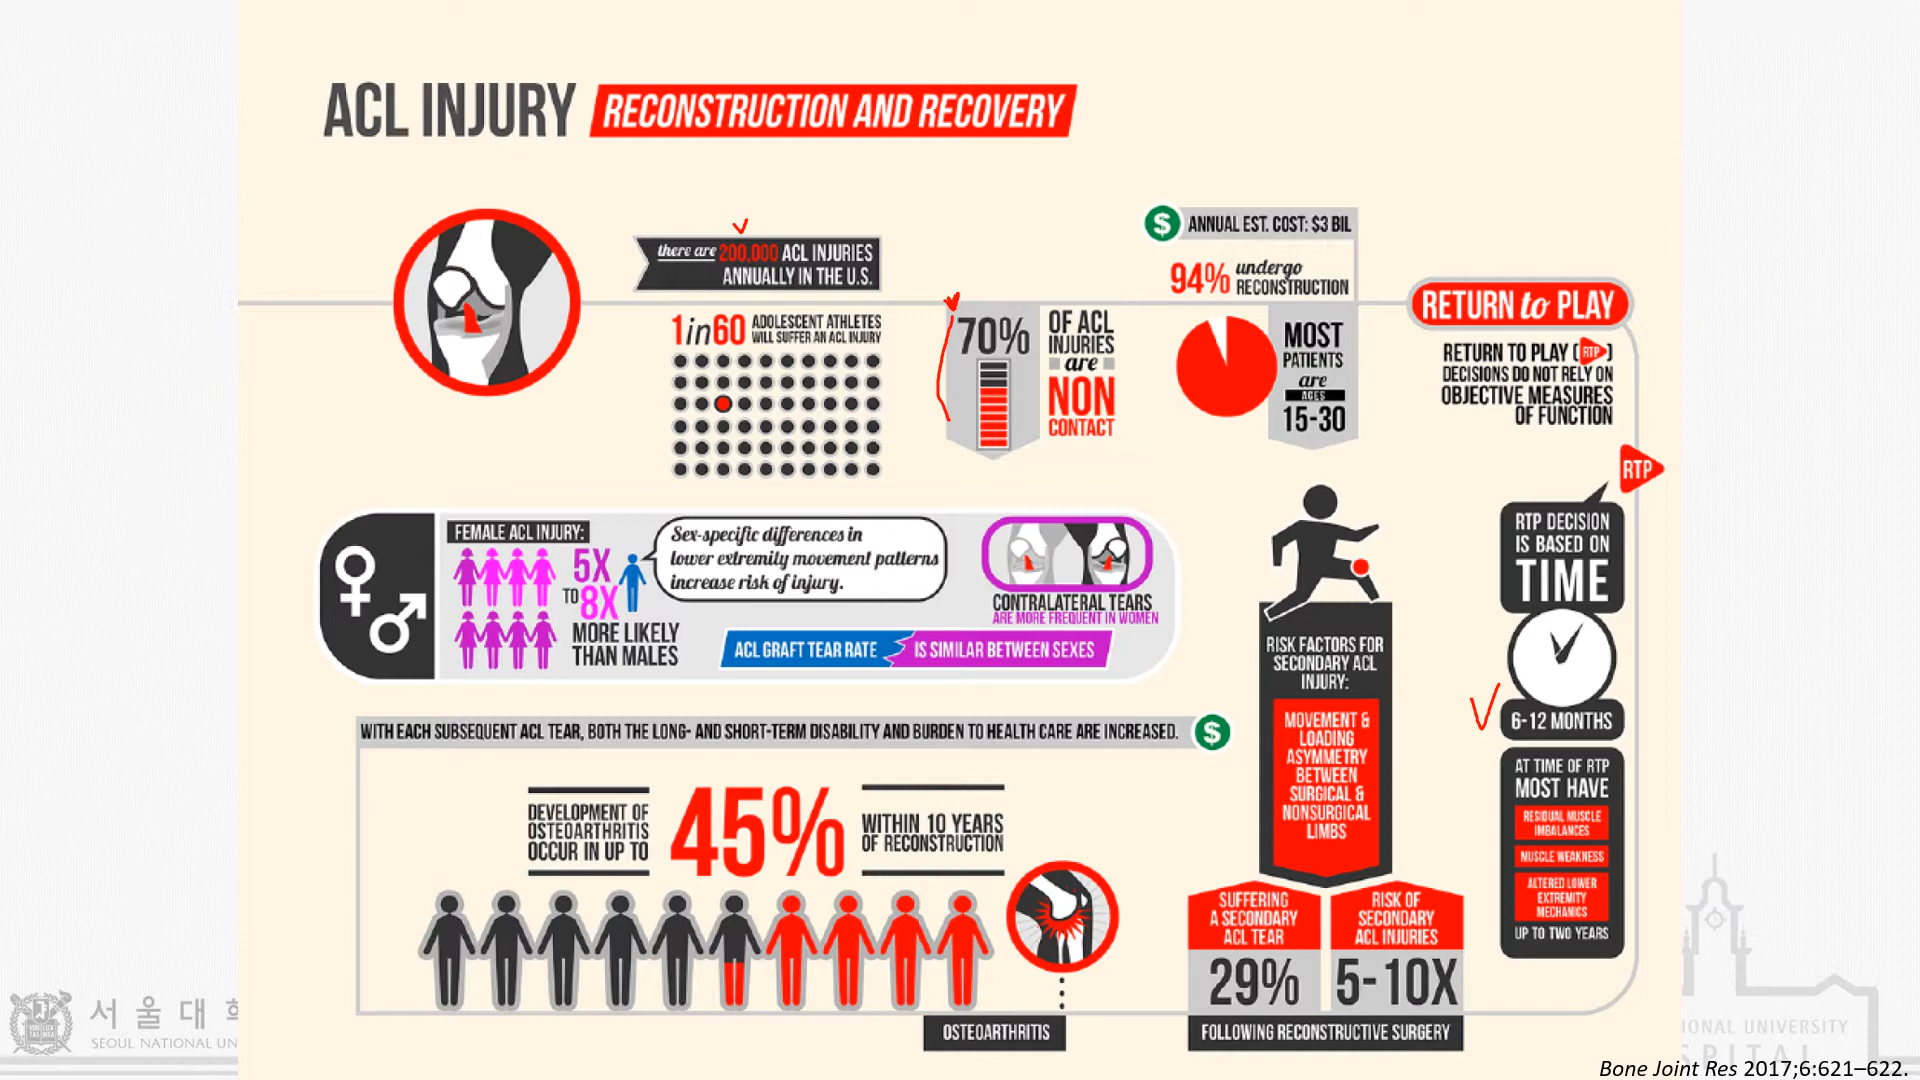 ACL INJURY RECONSTRUCTION AND RECOVERY
there are 200,000 ACL INJURIES
ANNUALLY IN THE U.S.
1 in 60 ADOLESCENT ATHLETES
WILL SUFFER AN ACL INJURY
70%
OF ACL
INJURIES
are
NON
CONTACT
$ ANNUAL EST. COST: $3 BIL
94% undergo
RECONSTRUCTION
MOST
PATIENTS
are
AGES
15-30
RETURN to PLAY
RETURN TO PLAY (RTP)
DECISIONS DO NOT RELY ON
OBJECTIVE MEASURES
OF FUNCTION
RTP
RTP DECISION
IS BASED ON
TIME
6-12 MONTHS
AT TIME OF RTP
MOST HAVE
RESIDUAL MUSCLE
IMBALANCES
MUSCLE WEAKNESS
ALTERED LOWER
EXTREMITY
MECHANICS
UP TO TWO YEARS
FEMALE ACL INJURY:
5X
TO 8X
MORE LIKELY
THAN MALES
Sex-specific differences in
lower extremity movement patterns
increase risk of injury.
CONTRALATERAL TEARS
ARE MORE FREQUENT IN WOMEN
ACL GRAFT TEAR RATE IS SIMILAR BETWEEN SEXES
RISK FACTORS FOR
SECONDARY ACL
INJURY:
MOVEMENT &
LOADING
ASYMMETRY
BETWEEN
SURGICAL &
NONSURGICAL
LIMBS
SUFFERING
A SECONDARY
ACL TEAR
29%
RISK OF
SECONDARY
ACL INJURIES
5-10X
FOLLOWING RECONSTRUCTIVE SURGERY
WITH EACH SUBSEQUENT ACL TEAR, BOTH THE LONG- AND SHORT-TERM DISABILITY AND BURDEN TO HEALTH CARE ARE INCREASED. $
DEVELOPMENT OF
OSTEOARTHRITIS
OCCUR IN UP TO
45%
WITHIN 10 YEARS
OF RECONSTRUCTION
OSTEOARTHRITIS
서울대
SEOUL NATIONAL UN
IONAL UNIVERSITY
SPITAL
Bone Joint Res 2017;6:621–622.